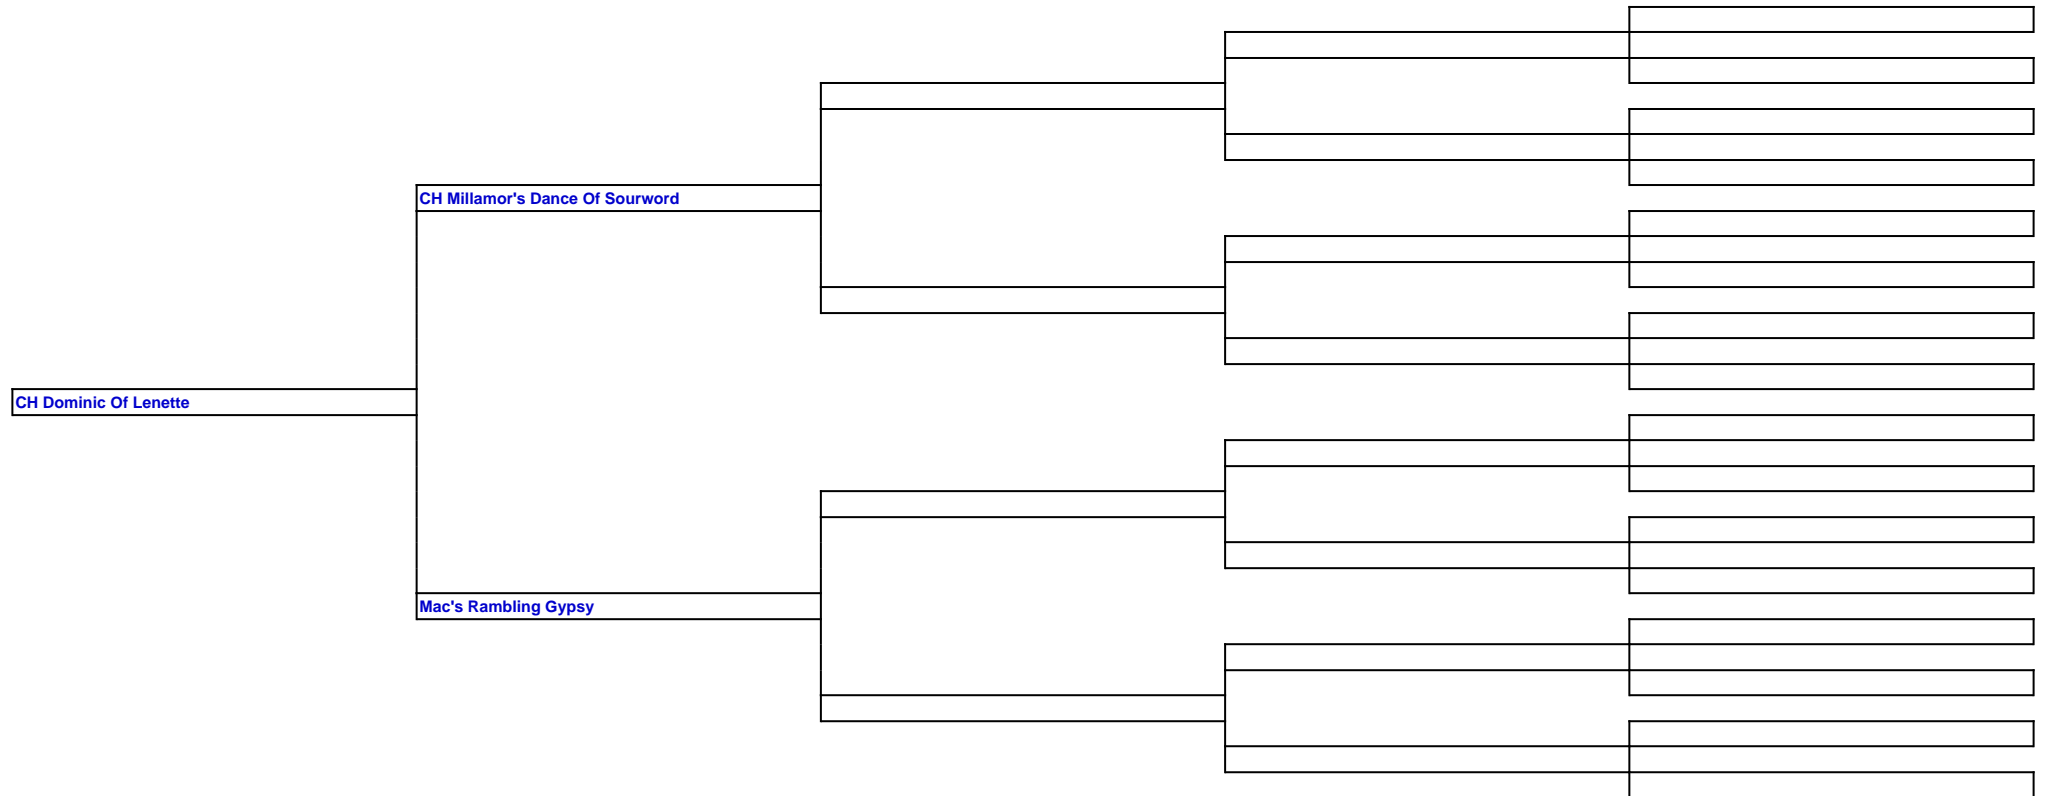 CH Millamor's Dance Of Sourword
CH Dominic Of Lenette
Mac's Rambling Gypsy